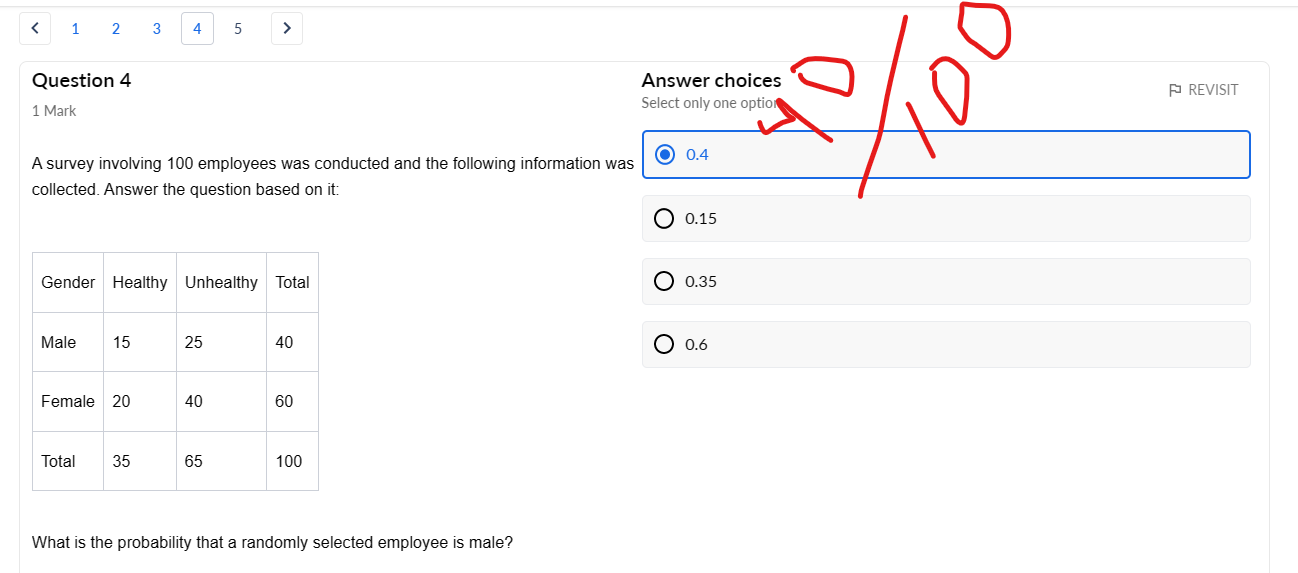 1 2 3 4 5
Question 4
1 Mark
A survey involving 100 employees was conducted and the following information was
collected. Answer the question based on it:
Gender Healthy Unhealthy Total
Male 15 25 40
Female 20 40 60
Total 35 65 100
What is the probability that a randomly selected employee is male?
Answer choices
Select only one option
REVISIT
40/100
0.4
0.15
0.35
0.6